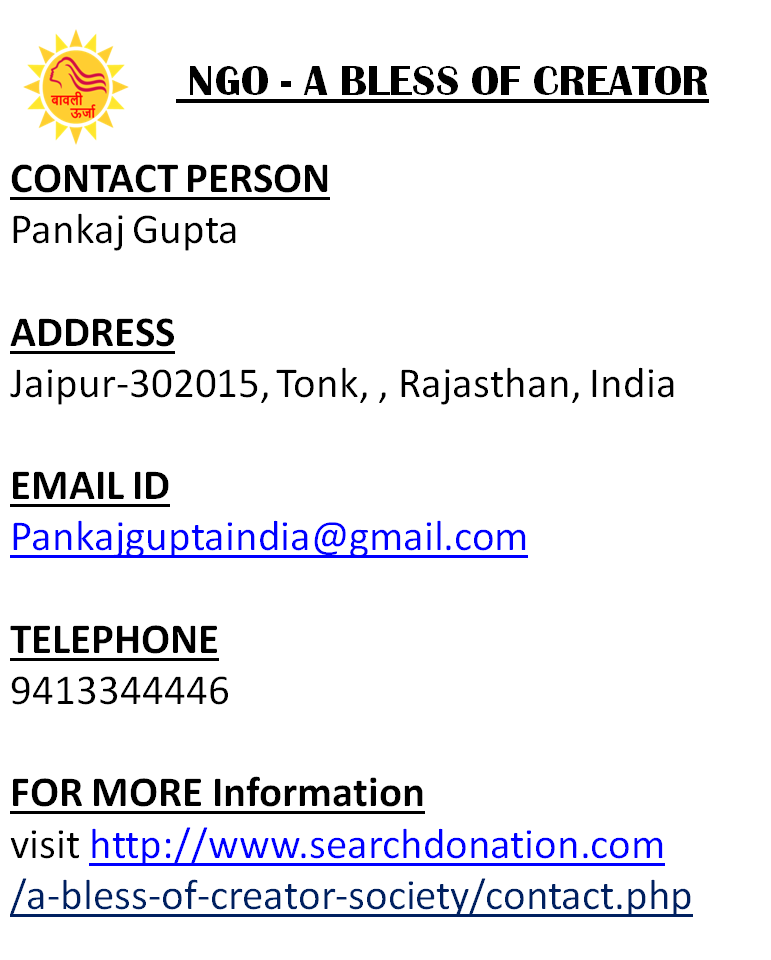 बावली
ऊर्जा
NGO - A BLESS OF CREATOR
CONTACT PERSON
Pankaj Gupta
ADDRESS
Jaipur-302015, Tonk, , Rajasthan, India
EMAIL ID
Pankajguptaindia@gmail.com
TELEPHONE
9413344446
FOR MORE Information
visit http://www.searchdonation.com
/a-bless-of-creator-society/contact.php